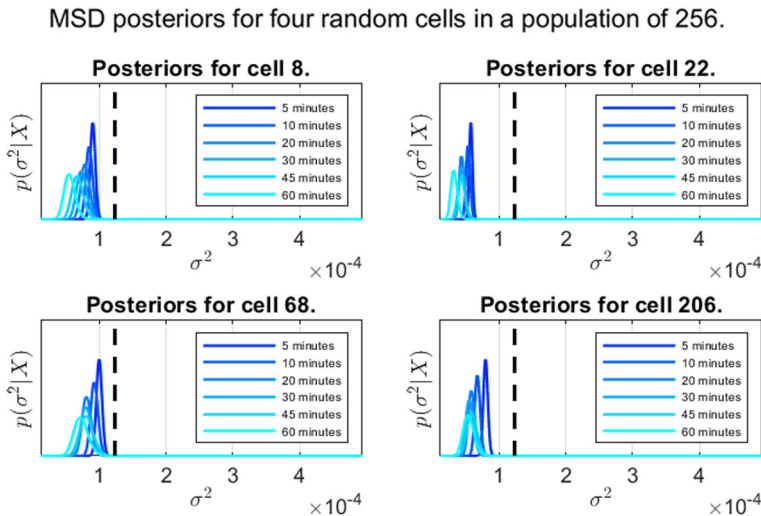 MSD posteriors for four random cells in a population of 256.
Posteriors for cell 8.
p(σ²|X)
5 minutes
10 minutes
20 minutes
30 minutes
45 minutes
60 minutes
1 2 3 4
σ²
×10⁻⁴
Posteriors for cell 22.
p(σ²|X)
5 minutes
10 minutes
20 minutes
30 minutes
45 minutes
60 minutes
1 2 3 4
σ²
×10⁻⁴
Posteriors for cell 68.
p(σ²|X)
5 minutes
10 minutes
20 minutes
30 minutes
45 minutes
60 minutes
1 2 3 4
σ²
×10⁻⁴
Posteriors for cell 206.
p(σ²|X)
5 minutes
10 minutes
20 minutes
30 minutes
45 minutes
60 minutes
1 2 3 4
σ²
×10⁻⁴